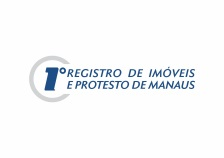 1º REGISTRO DE IMÓVEIS
E PROTESTO DE MANAUS